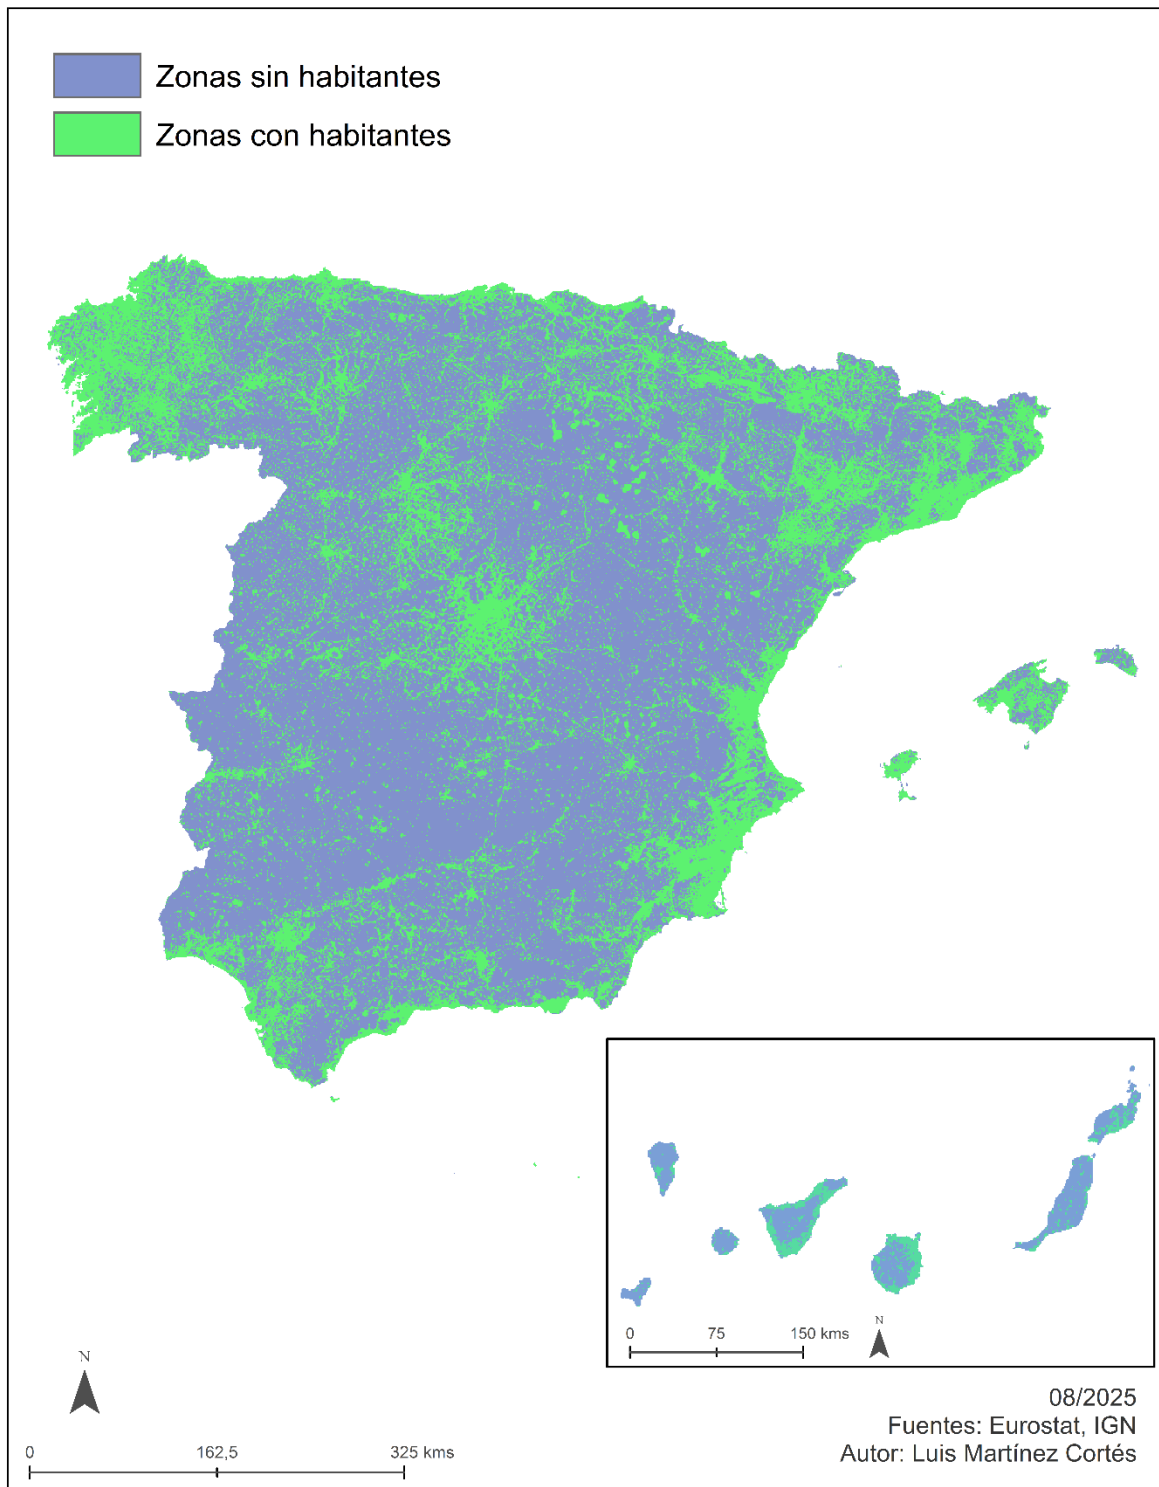 Zonas sin habitantes
Zonas con habitantes
N
0 75 150 kms
N
0 162,5 325 kms
08/2025
Fuentes: Eurostat, IGN
Autor: Luis Martínez Cortés